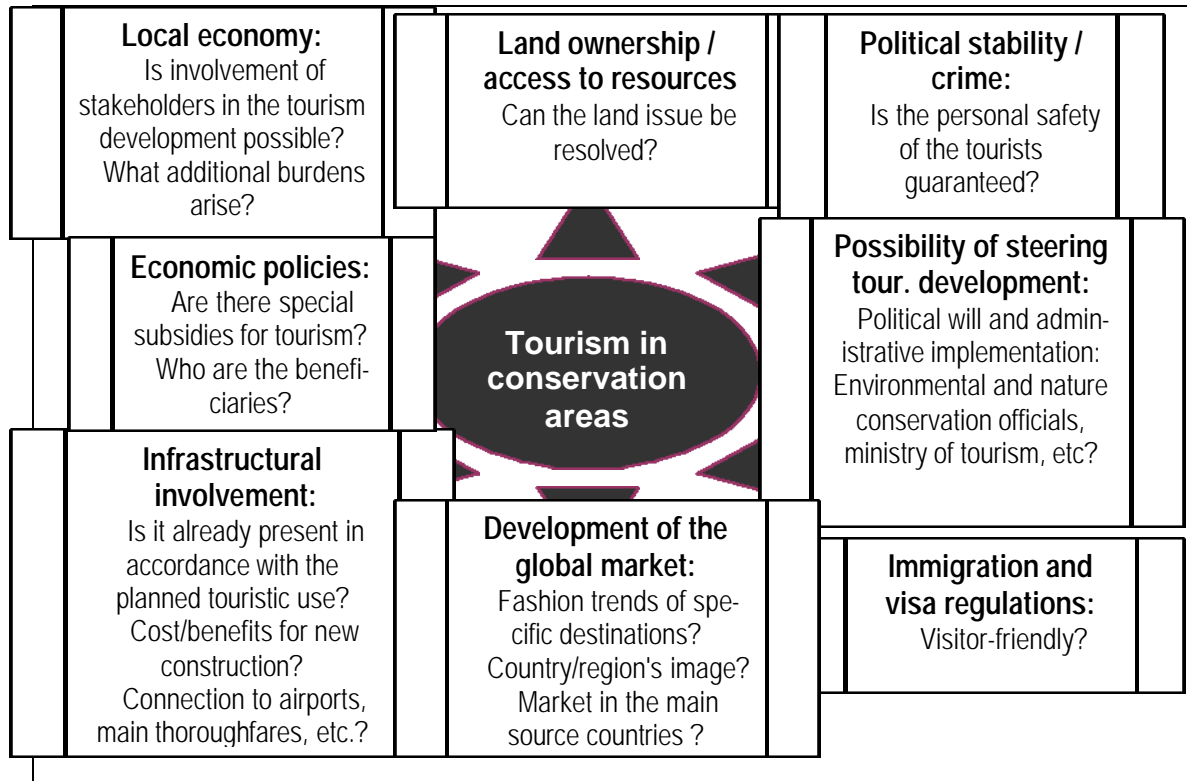 Local economy:
Is involvement of
stakeholders in the tourism
development possible?
What additional burdens
arise?
Land ownership /
access to resources
Can the land issue be
resolved?
Political stability /
crime:
Is the personal safety
of the tourists
guaranteed?
Economic policies:
Are there special
subsidies for tourism?
Who are the benefi-
ciaries?
Tourism in
conservation
areas
Possibility of steering
tour. development:
Political will and admin-
istrative implementation:
Environmental and nature
conservation officials,
ministry of tourism, etc?
Infrastructural
involvement:
Is it already present in
accordance with the
planned touristic use?
Cost/benefits for new
construction?
Connection to airports,
main thoroughfares, etc.?
Development of the
global market:
Fashion trends of spe-
cific destinations?
Country/region's image?
Market in the main
source countries ?
Immigration and
visa regulations:
Visitor-friendly?